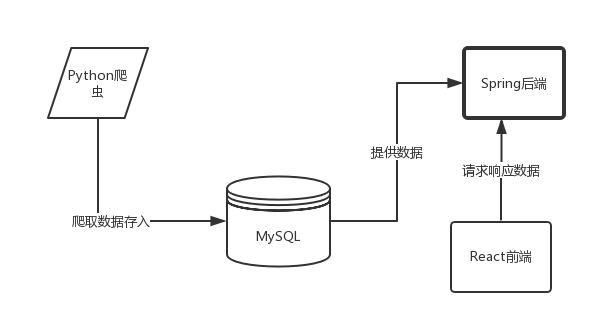 Python爬
虫
Spring后端
提供数据
请求响应数据
爬取数据存入
MySQL
React前端